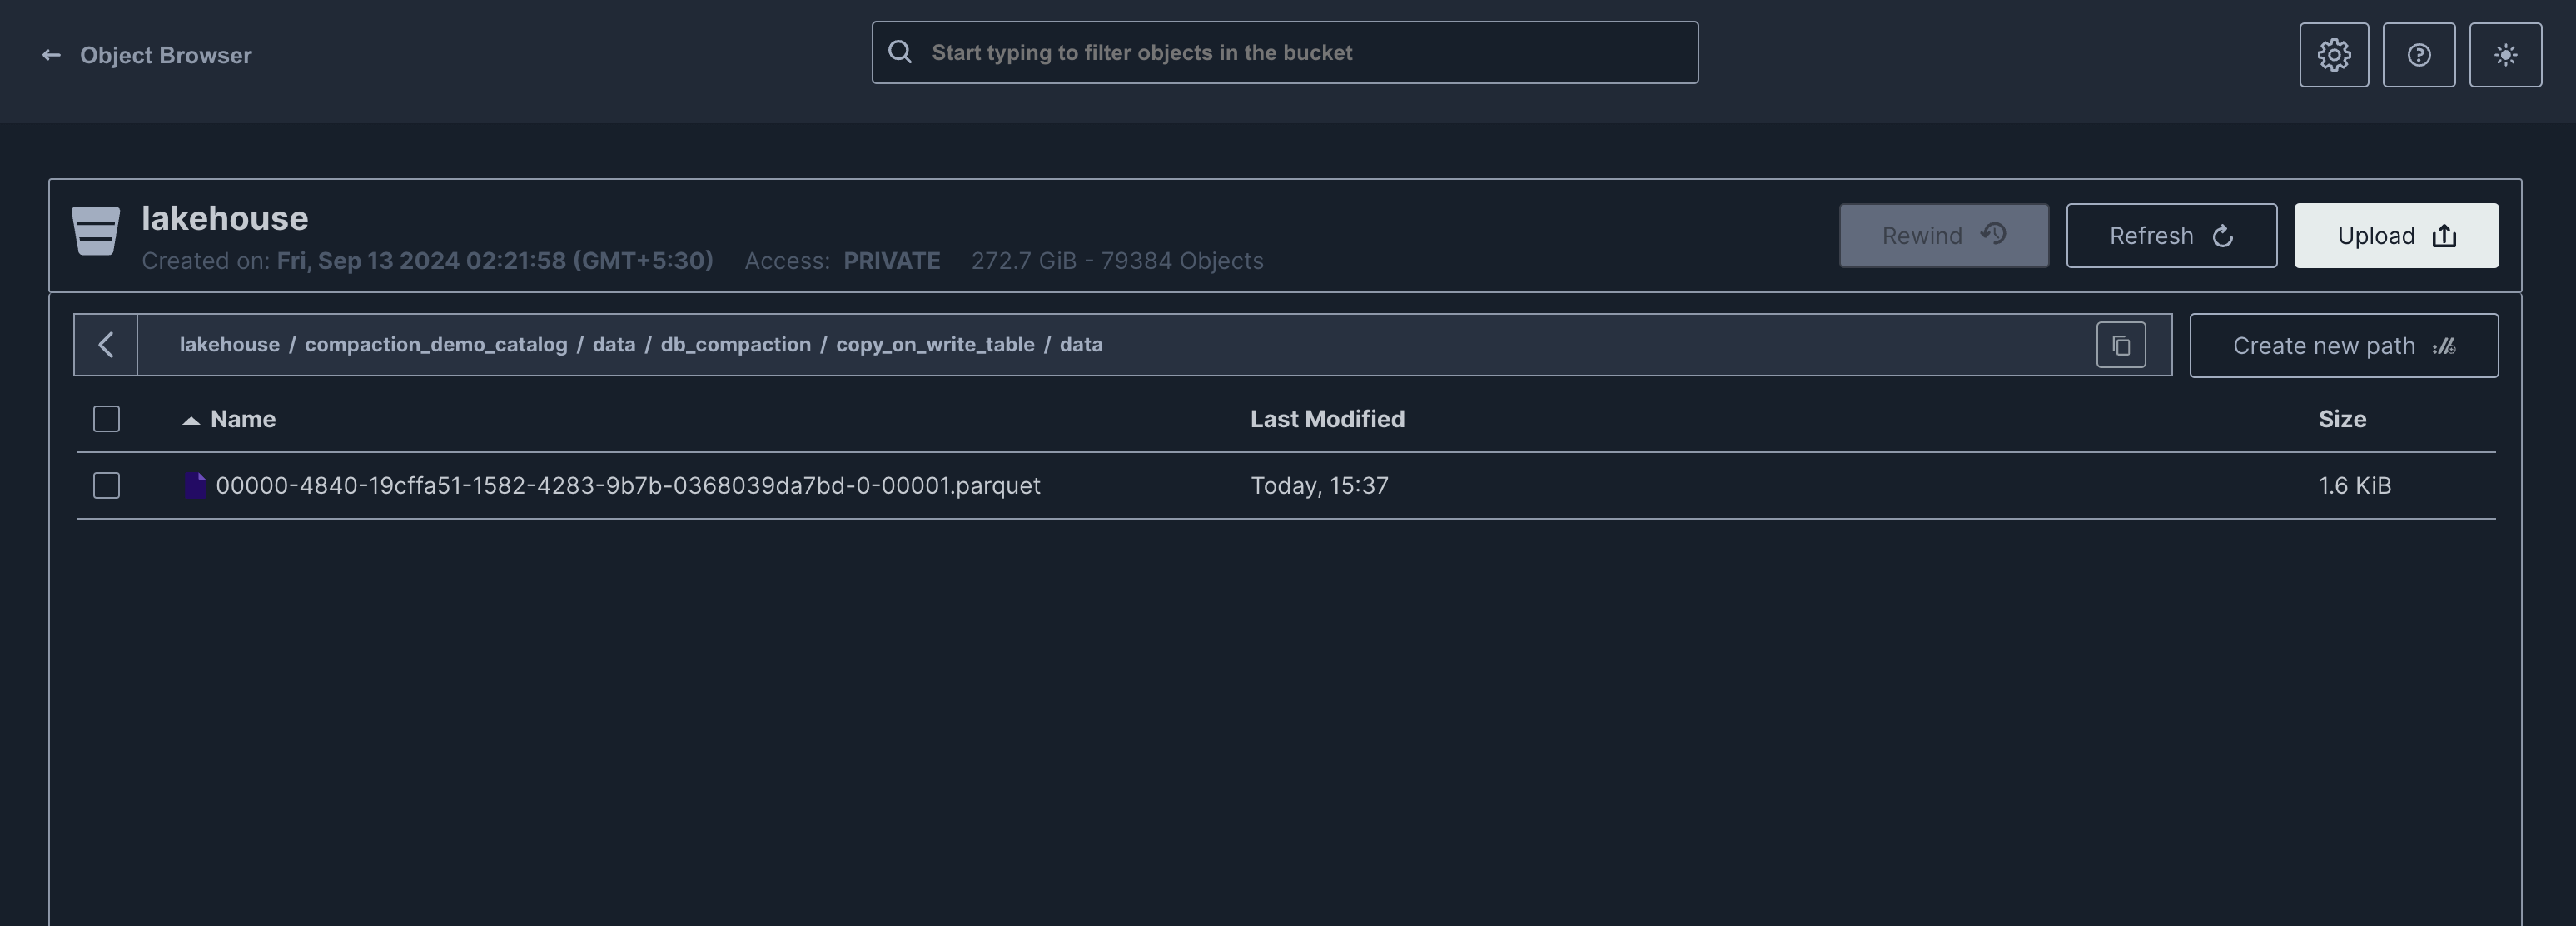 Object Browser
Start typing to filter objects in the bucket
lakehouse
Created on: Fri, Sep 13 2024 02:21:58 (GMT+5:30) Access: PRIVATE 272.7 GiB - 79384 Objects
Rewind
Refresh
Upload
lakehouse / compaction_demo_catalog / data / db_compaction / copy_on_write_table / data
Create new path
Name Last Modified Size
00000-4840-19cffa51-1582-4283-9b7b-0368039da7bd-0-00001.parquet Today, 15:37 1.6 KiB